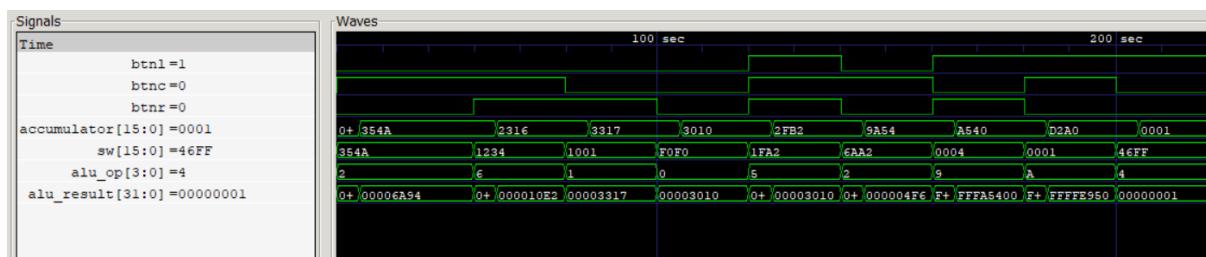 Signals
Waves
Time
100 sec
200 sec
btnl=1
btnc=0
btnr=0
accumulator[15:0]=0001
0+ 354A 2316 3317 3010 2FB2 9A54 A540 D2A0 0001
sw[15:0]=46FF
354A 1234 1001 F0F0 1FA2 6AA2 0004 0001 46FF
alu_op[3:0]=4
2 6 1 0 5 2 9 A 4
alu_result[31:0]=00000001
0+ 00006A94 0+ 000010E2 00003317 00003010 0+ 00003010 0+ 000004F6 F+ FFFA5400 F+ FFFFE950 00000001